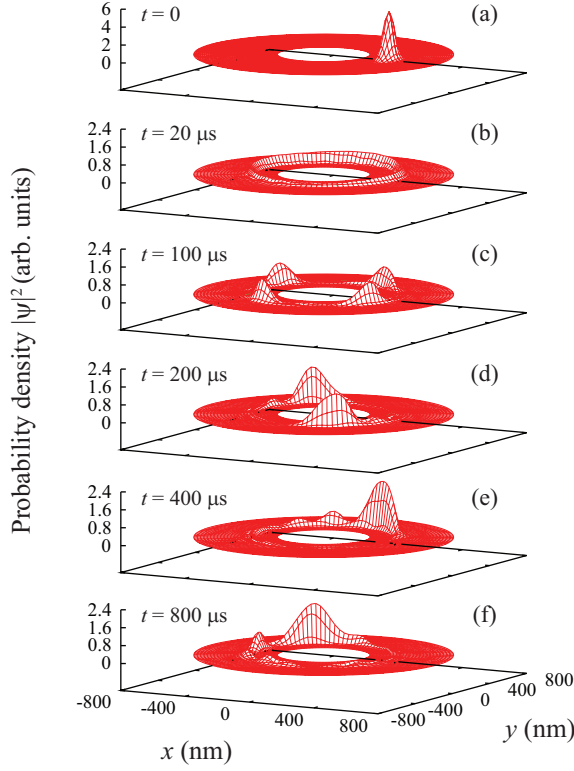 Probability density |ψ|² (arb. units)
6
4
2
0
t = 0
(a)
2.4
1.6
0.8
0
t = 20 μs
(b)
2.4
1.6
0.8
0
t = 100 μs
(c)
2.4
1.6
0.8
0
t = 200 μs
(d)
2.4
1.6
0.8
0
t = 400 μs
(e)
2.4
1.6
0.8
0
t = 800 μs
(f)
-800
-400
0
400
800
x (nm)
-800
-400
0
400
800
y (nm)